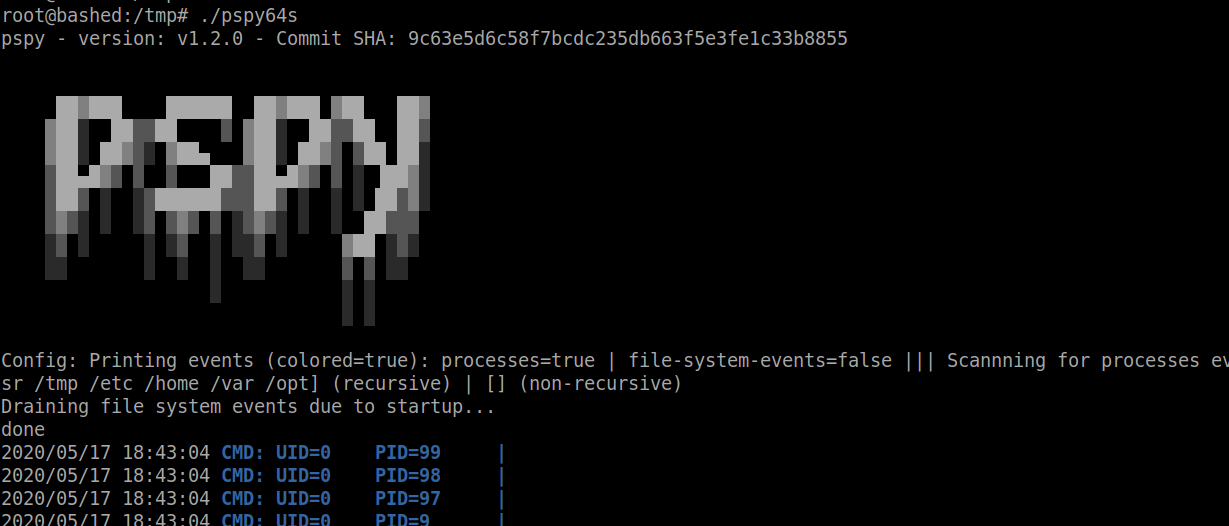 root@bashed:/tmp# ./pspy64s
pspy - version: v1.2.0 - Commit SHA: 9c63e5d6c58f7bcdc235db663f5e3fe1c33b8855
PSPY
Config: Printing events (colored=true): processes=true | file-system-events=false ||| Scannning for processes ev
sr /tmp /etc /home /var /opt] (recursive) | [] (non-recursive)
Draining file system events due to startup...
done
2020/05/17 18:43:04 CMD: UID=0 PID=99 |
2020/05/17 18:43:04 CMD: UID=0 PID=98 |
2020/05/17 18:43:04 CMD: UID=0 PID=97 |
2020/05/17 18:43:04 CMD: UID=0 PID=9 |